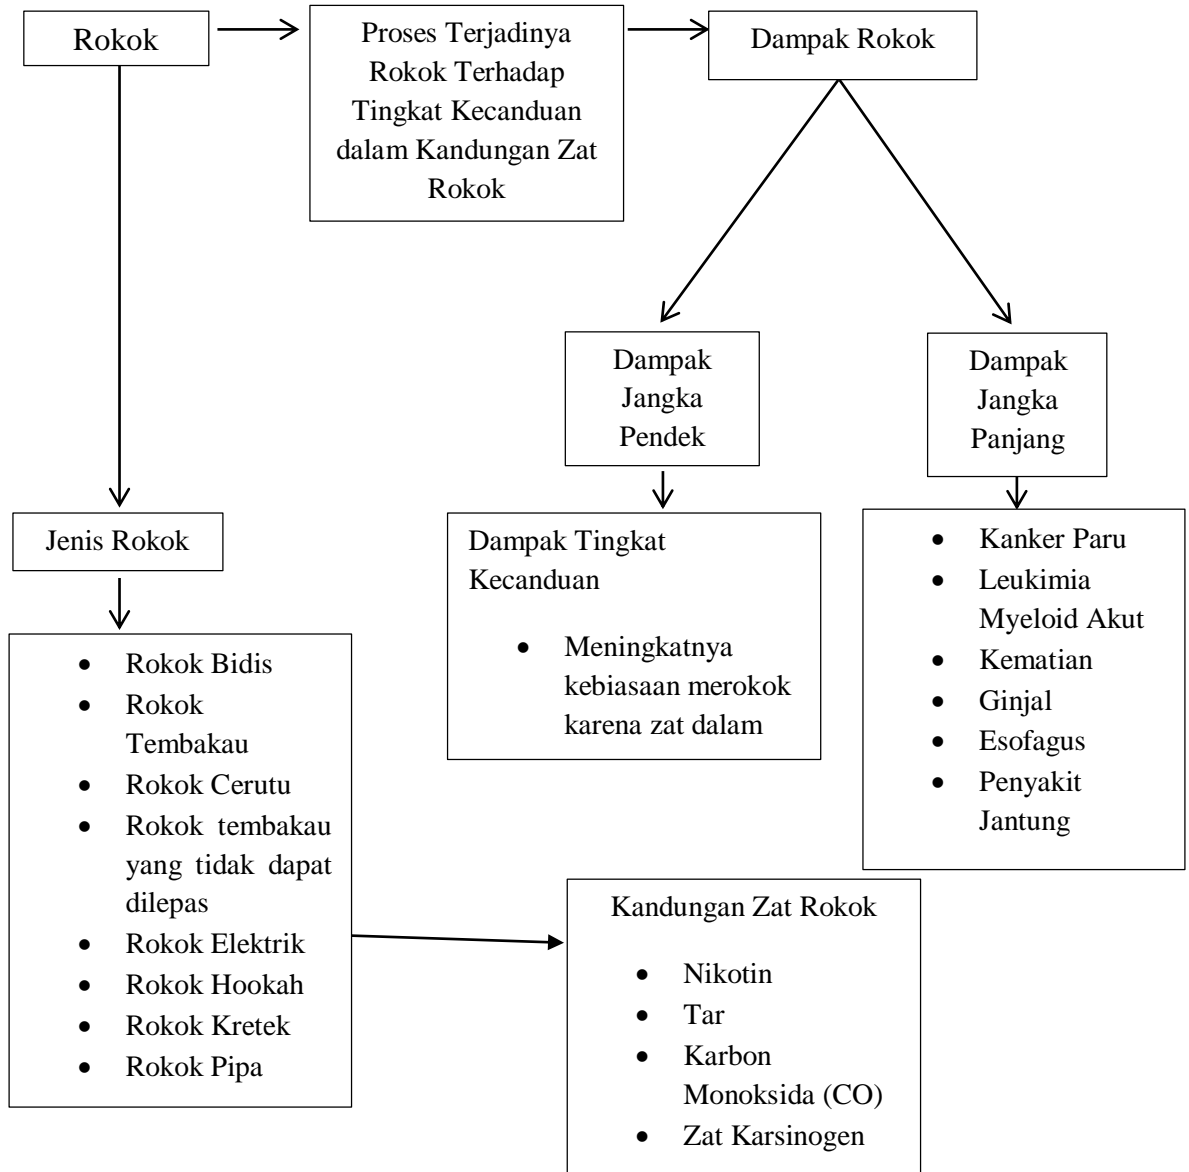 Rokok
Proses Terjadinya
Rokok Terhadap
Tingkat Kecanduan
dalam Kandungan Zat
Rokok
Dampak Rokok
Dampak
Jangka
Pendek
Dampak
Jangka
Panjang
Jenis Rokok
Dampak Tingkat
Kecanduan
• Meningkatnya
kebiasaan merokok
karena zat dalam
• Kanker Paru
• Leukimia
Myeloid Akut
• Kematian
• Ginjal
• Esofagus
• Penyakit
Jantung
• Rokok Bidis
• Rokok
Tembakau
• Rokok Cerutu
• Rokok tembakau
yang tidak dapat
dilepas
• Rokok Elektrik
• Rokok Hookah
• Rokok Kretek
• Rokok Pipa
Kandungan Zat Rokok
• Nikotin
• Tar
• Karbon
Monoksida (CO)
• Zat Karsinogen